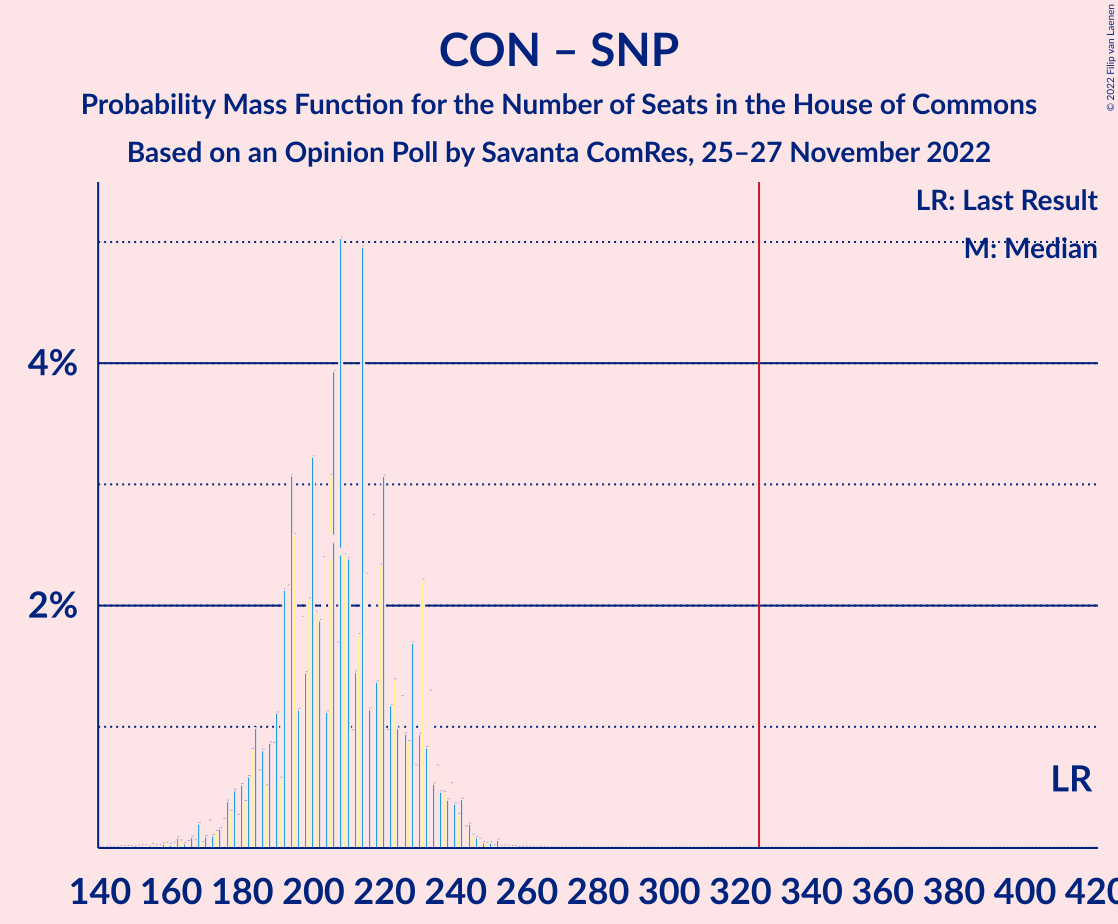 CON – SNP
Probability Mass Function for the Number of Seats in the House of Commons
Based on an Opinion Poll by Savanta ComRes, 25–27 November 2022
© 2022 Filip van Laenen
LR: Last Result
M: Median
4%
2%
LR
140 160 180 200 220 240 260 280 300 320 340 360 380 400 420